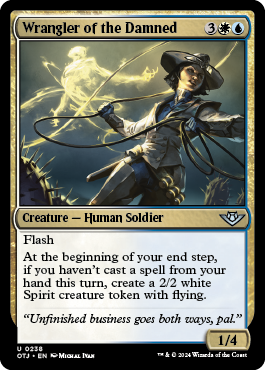 Wrangler of the Damned 3
Creature — Human Soldier
Flash
At the beginning of your end step,
if you haven't cast a spell from your
hand this turn, create a 2/2 white
Spirit creature token with flying.
"Unfinished business goes both ways, pal."
1/4
U 0238
OTJ • EN Michal Ivan
™ & © 2024 Wizards of the Coast